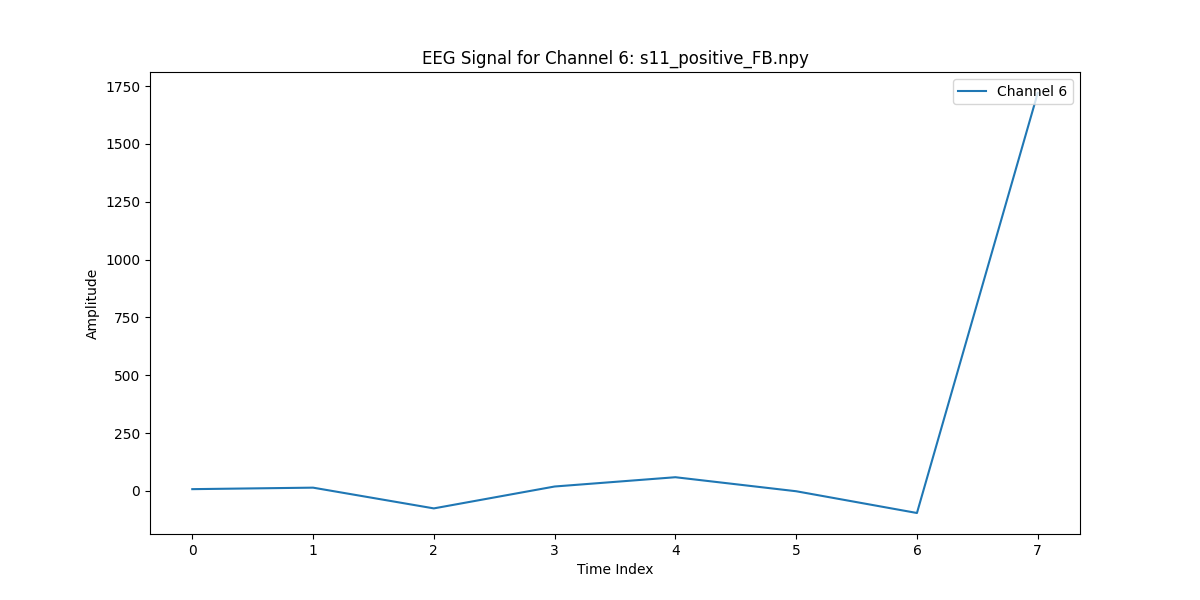 EEG Signal for Channel 6: s11_positive_FB.npy
Channel 6
1750
1500
1250
1000
750
500
250
0
Amplitude
0 1 2 3 4 5 6 7
Time Index